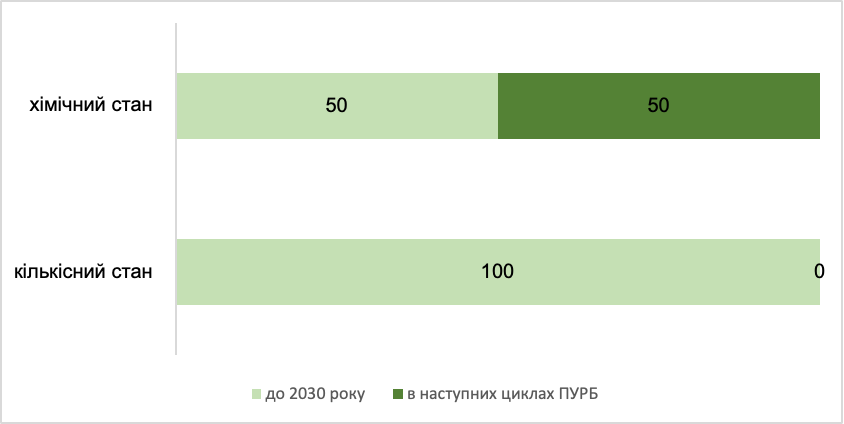 хімічний стан
50
50
кількісний стан
100
0
до 2030 року
в наступних циклах ПУРБ